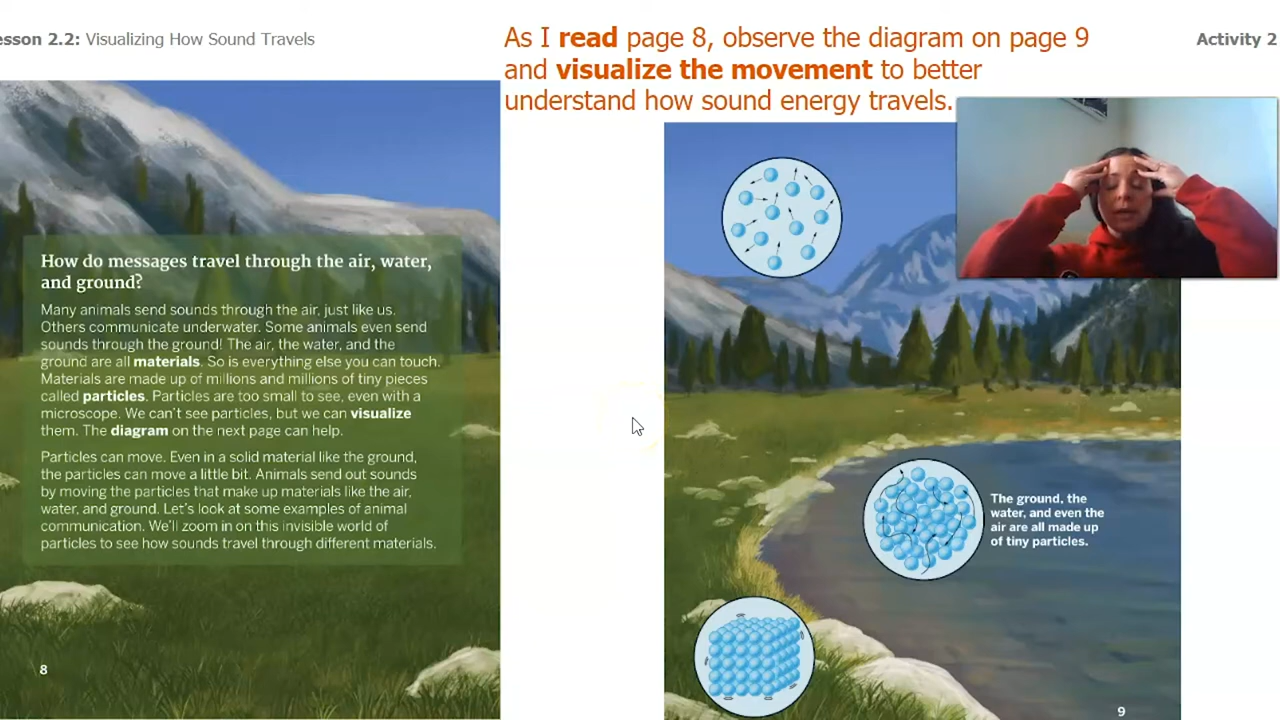 esson 2.2: Visualizing How Sound Travels
As I read page 8, observe the diagram on page 9
and visualize the movement to better
understand how sound energy travels.
Activity 2
How do messages travel through the air, water,
and ground?
Many animals send sounds through the air, just like us.
Others communicate underwater. Some animals even send
sounds through the ground! The air, the water, and the
ground are all materials. So is everything else you can touch.
Materials are made up of millions and millions of tiny pieces
called particles. Particles are too small to see, even with a
microscope. We can't see particles, but we can visualize
them. The diagram on the next page can help.
Particles can move. Even in a solid material like the ground,
the particles can move a little bit. Animals send out sounds
by moving the particles that make up materials like the air,
water, and ground. Let's look at some examples of animal
communication. We'll zoom in on this invisible world of
particles to see how sounds travel through different materials.
8
The ground, the
water, and even the
air are all made up
of tiny particles.
9